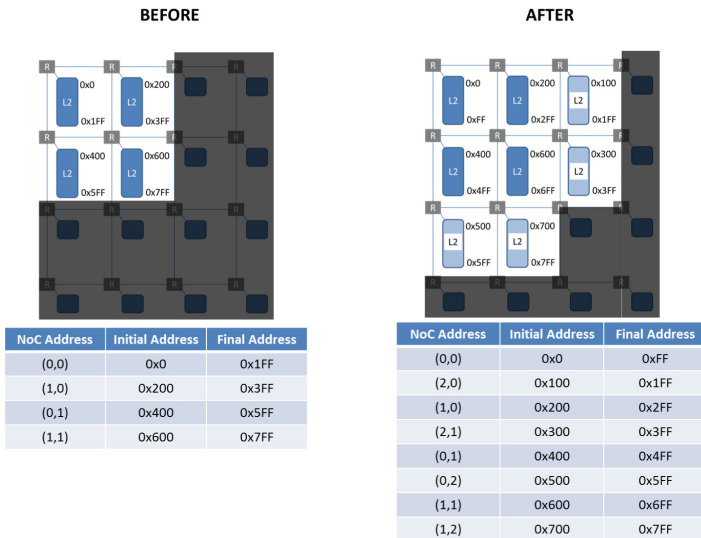 BEFORE
AFTER
R R R R
0x0 0x200
L2 L2
0x1FF 0x3FF
R R R R
0x400 0x600
L2 L2
0x5FF 0x7FF
R R R R
R R R R
NoC Address Initial Address Final Address
(0,0) 0x0 0x1FF
(1,0) 0x200 0x3FF
(0,1) 0x400 0x5FF
(1,1) 0x600 0x7FF
R R R R
0x0 0x200 0x100
L2 L2 L2
0xFF 0x2FF 0x1FF
R R R R
0x400 0x600 0x300
L2 L2 L2
0x4FF 0x6FF 0x3FF
R R R R
0x500 0x700
L2 L2
0x5FF 0x7FF
R R R R
NoC Address Initial Address Final Address
(0,0) 0x0 0xFF
(2,0) 0x100 0x1FF
(1,0) 0x200 0x2FF
(2,1) 0x300 0x3FF
(0,1) 0x400 0x4FF
(0,2) 0x500 0x5FF
(1,1) 0x600 0x6FF
(1,2) 0x700 0x7FF